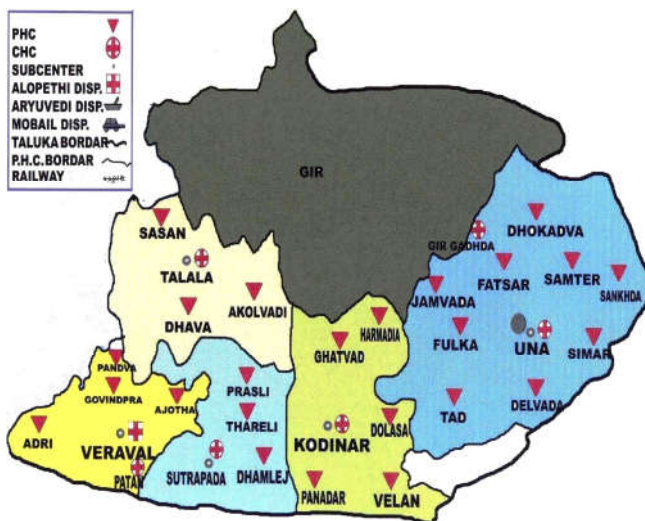 PHC
CHC
SUBCENTER
ALOPETHI DISP.
ARYUVEDI DISP.
MOBAIL DISP.
TALUKA BORDAR
P.H.C. BORDAR
RAILWAY
GIR
SASAN
TALALA
AKOLVADI
DHAVA
DHOKADVA
GIR GADHDA
FATSAR
SAMTER
SANKHDA
JAMVADA
FULKA
UNA
SIMAR
TAD
DELVADA
HARMADIA
GHATVAD
DOLASA
KODINAR
PANADAR
VELAN
PRASLI
THARELI
SUTRAPADA
DHAMLEJ
PANDVA
GOVINDPRA
AJOTHA
ADRI
VERAVAL
PATAN